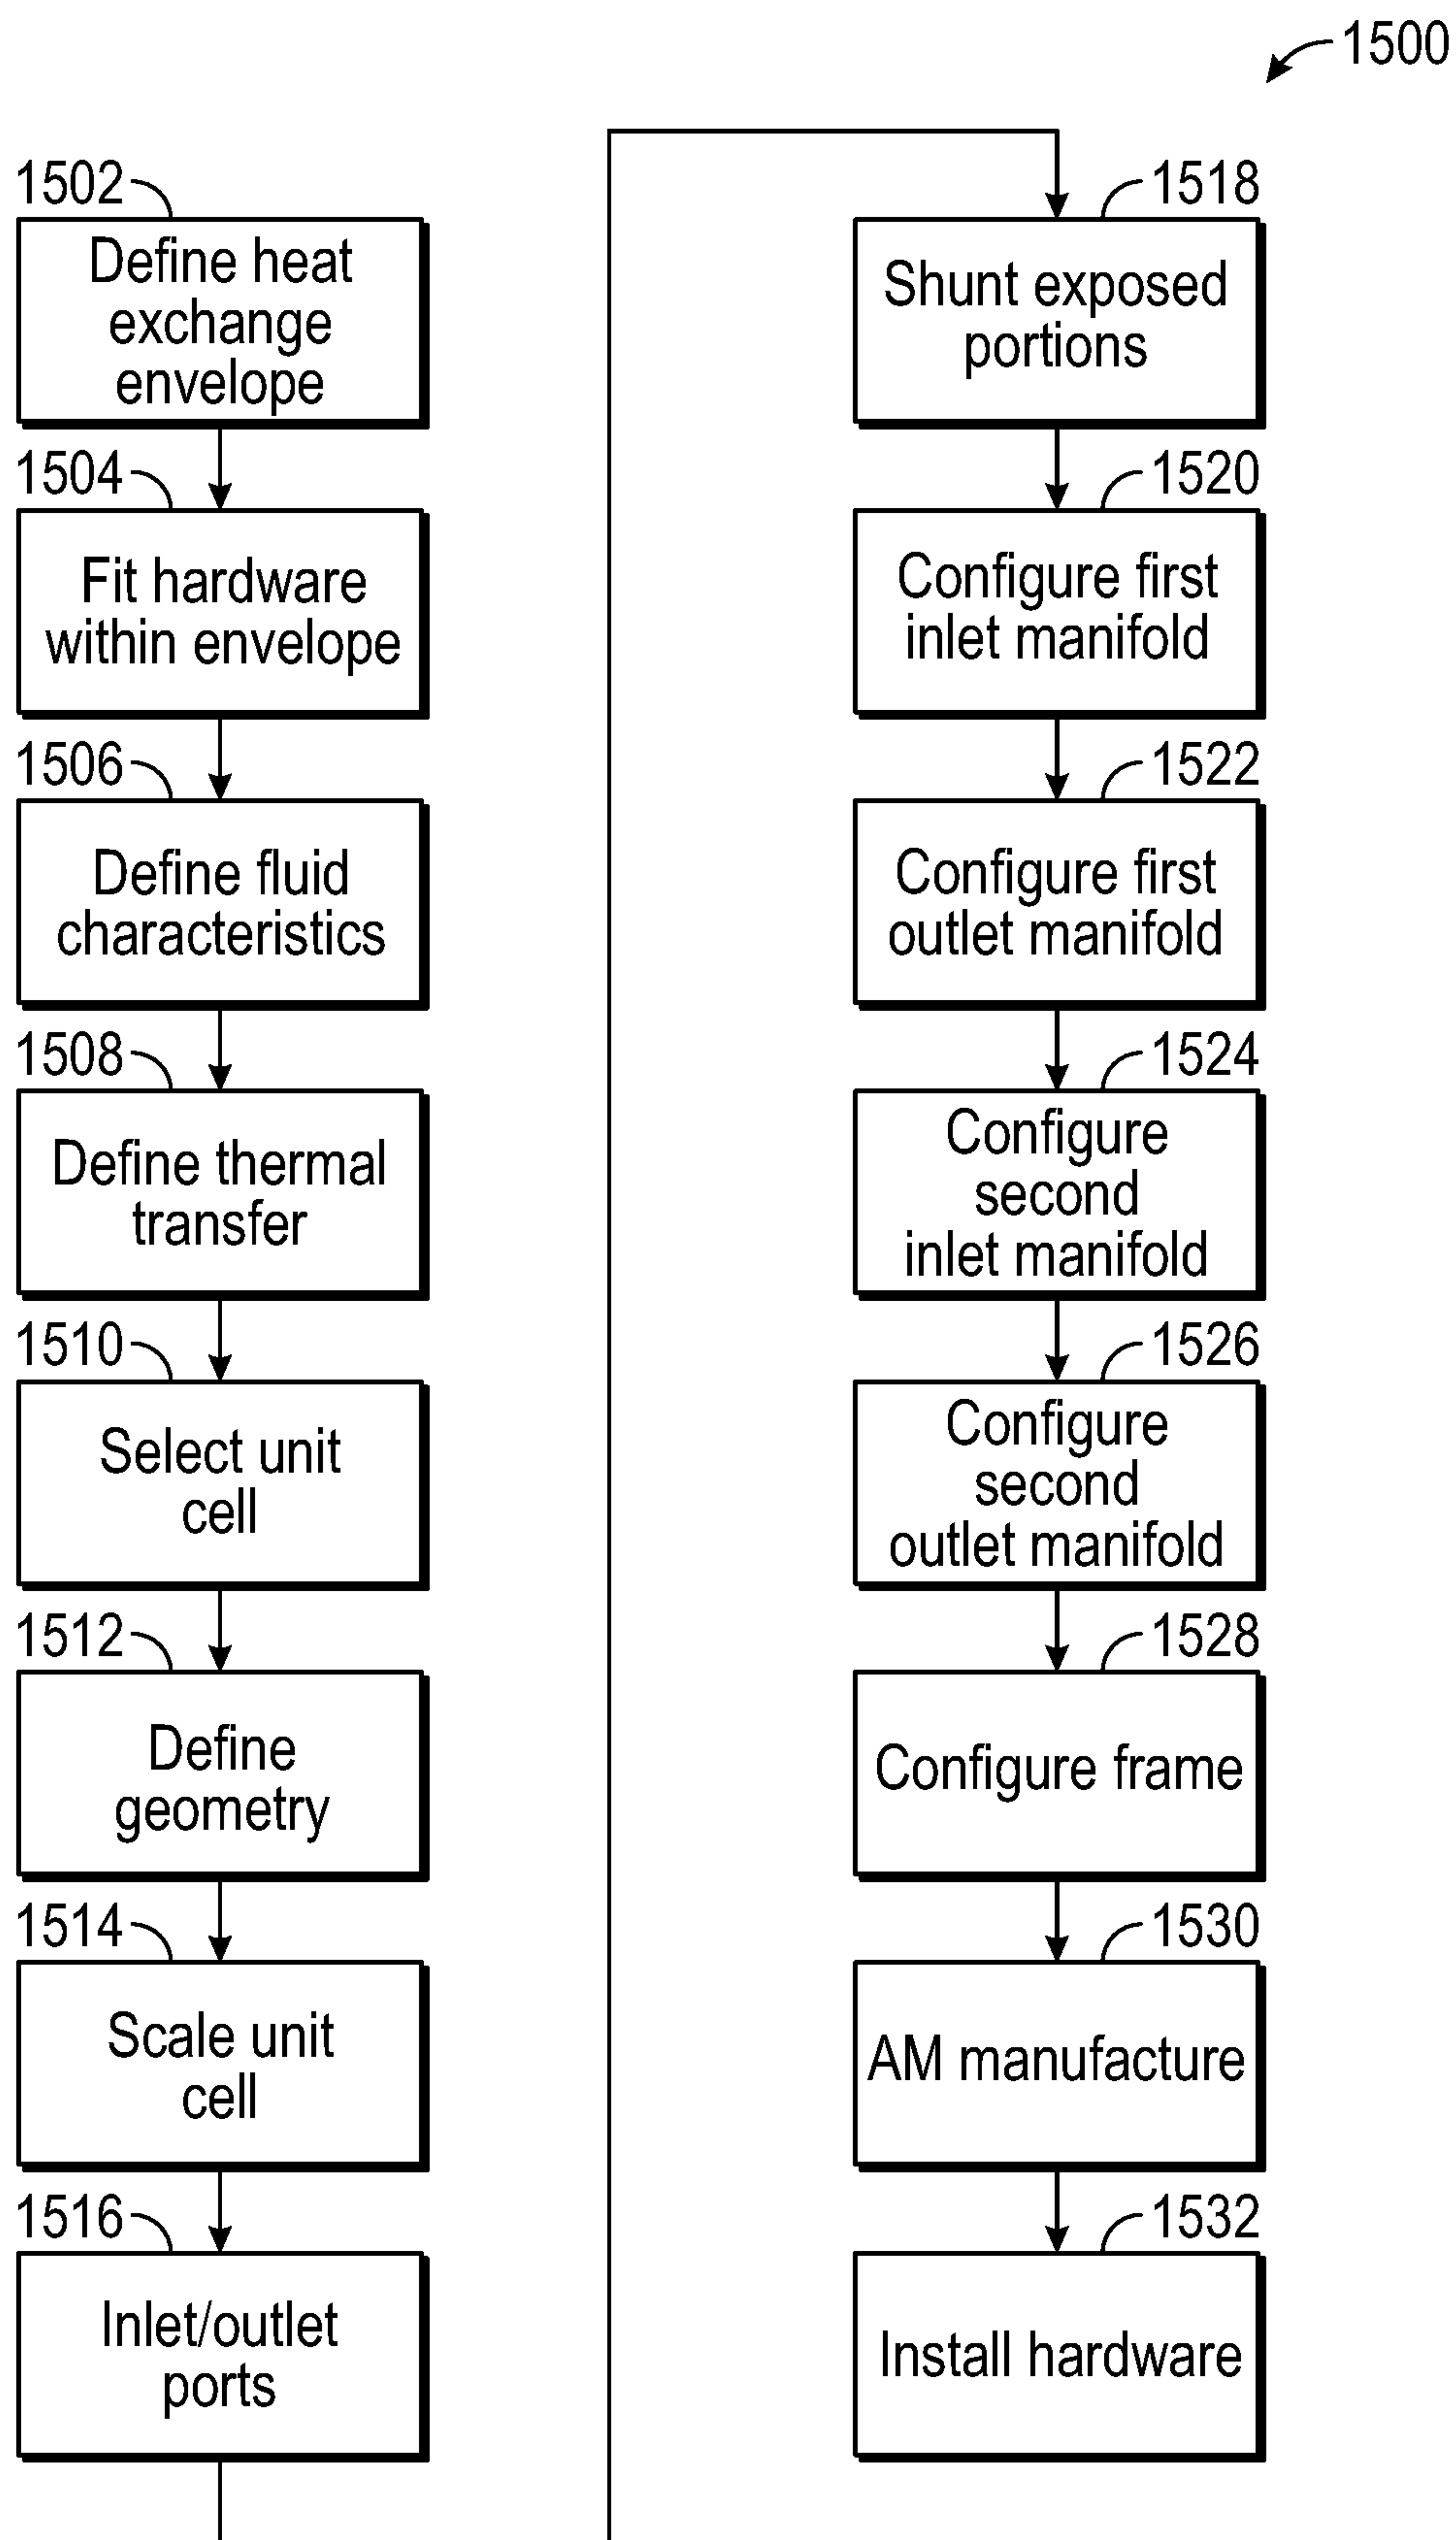 1500
1502
Define heat
exchange
envelope
1504
Fit hardware
within envelope
1506
Define fluid
characteristics
1508
Define thermal
transfer
1510
Select unit
cell
1512
Define
geometry
1514
Scale unit
cell
1516
Inlet/outlet
ports
1518
Shunt exposed
portions
1520
Configure first
inlet manifold
1522
Configure first
outlet manifold
1524
Configure
second
inlet manifold
1526
Configure
second
outlet manifold
1528
Configure frame
1530
AM manufacture
1532
Install hardware